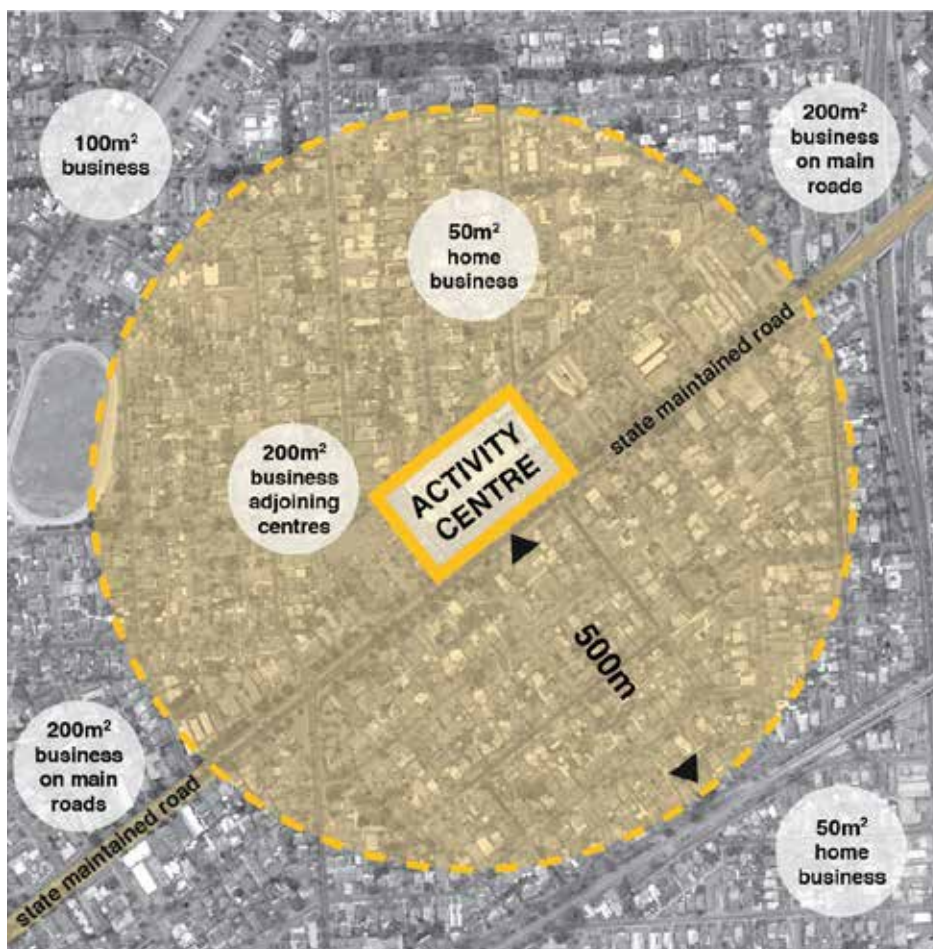 100m²
business
200m²
business
on main
roads
50m²
home
business
state maintained road
200m²
business
adjoining
centres
ACTIVITY
CENTRE
500m
200m²
business
on main
roads
state maintained road
50m²
home
business